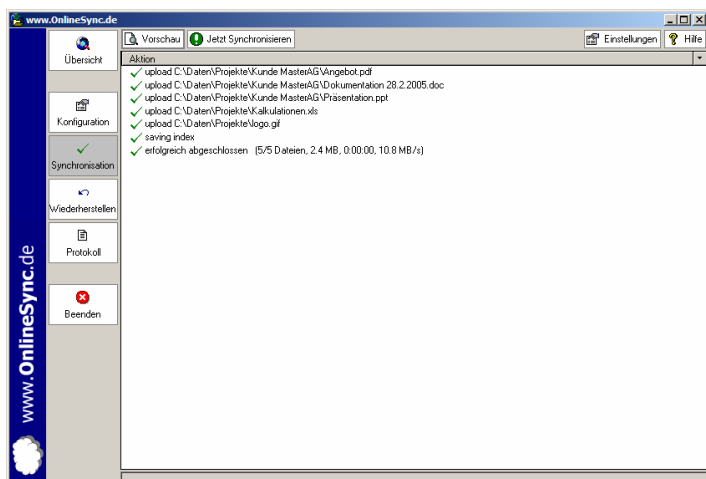 www.OnlineSync.de
Übersicht
Konfiguration
Synchronisation
Wiederherstellen
Protokoll
Beenden
www.OnlineSync.de
Vorschau
Jetzt Synchronisieren
Einstellungen
Hilfe
Aktion
upload C:\Daten\Projekte\Kunde MasterAG\Angebot.pdf
upload C:\Daten\Projekte\Kunde MasterAG\Dokumentation 28.2.2005.doc
upload C:\Daten\Projekte\Kunde MasterAG\Präsentation.ppt
upload C:\Daten\Projekte\Kalkulationen.xls
upload C:\Daten\Projekte\logo.gif
saving index
erfolgreich abgeschlossen (5/5 Dateien, 2.4 MB, 0:00:00, 10.8 MB/s)